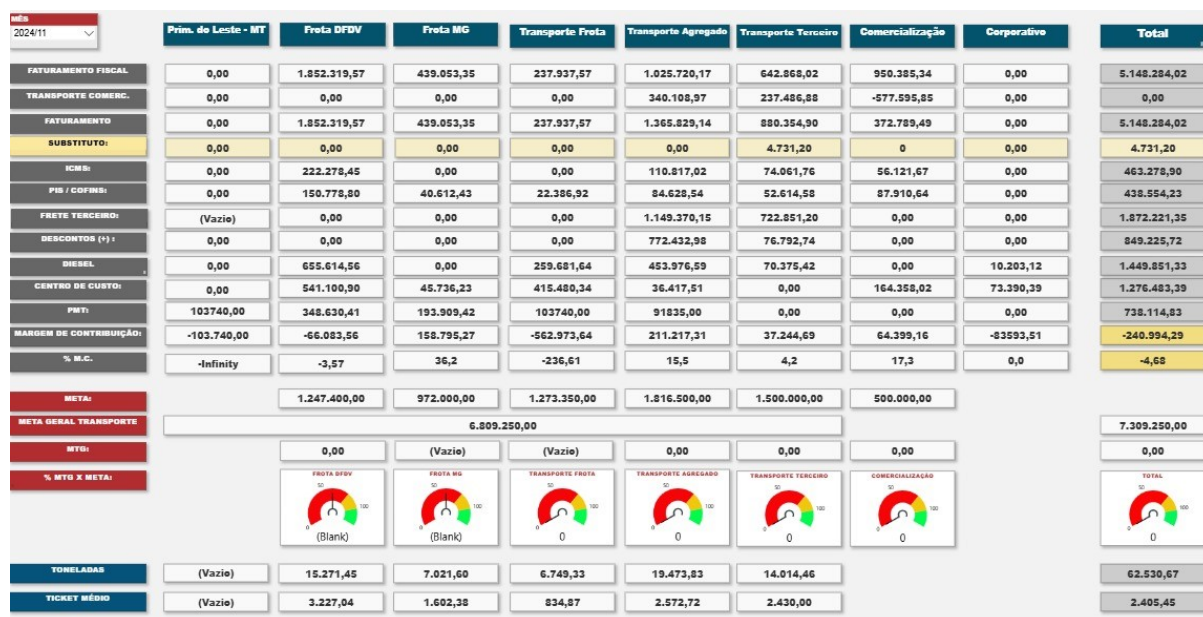 MÊS
2024/11
Prim. do Leste - MT Frota DFDV Frota MG Transporte Frota Transporte Agregado Transporte Terceiro Comercialização Corporativo Total
FATURAMENTO FISCAL 0,00 1.852.319,57 439.053,35 237.937,57 1.025.720,17 642.868,02 950.385,34 0,00 5.148.284,02
TRANSPORTE COMERC. 0,00 0,00 0,00 0,00 340.108,97 237.486,88 -577.595,85 0,00 0,00
FATURAMENTO 0,00 1.852.319,57 439.053,35 237.937,57 1.365.829,14 880.354,90 372.789,49 0,00 5.148.284,02
SUBSTITUTO: 0,00 0,00 0,00 0,00 0,00 4.731,20 0 0,00 4.731,20
ICMS: 0,00 222.278,45 0,00 0,00 110.817,02 74.061,76 56.121,67 0,00 463.278,90
PIS / COFINS: 0,00 150.778,80 40.612,43 22.386,92 84.628,54 52.614,58 87.910,64 0,00 438.554,23
FRETE TERCEIRO: (Vazio) 0,00 0,00 0,00 1.149.370,15 722.851,20 0,00 0,00 1.872.221,35
DESCONTOS (+) : 0,00 0,00 0,00 0,00 772.432,98 76.792,74 0,00 0,00 849.225,72
DIESEL 0,00 655.614,56 0,00 259.681,64 453.976,59 70.375,42 0,00 10.203,12 1.449.851,33
CENTRO DE CUSTO: 0,00 541.100,90 45.736,23 415.480,34 36.417,51 0,00 164.358,02 73.390,39 1.276.483,39
PMT: 103740,00 348.630,41 193.909,42 103740,00 91835,00 0,00 0,00 0,00 738.114,83
MARGEM DE CONTRIBUIÇÃO: -103.740,00 -66.083,56 158.795,27 -562.973,64 211.217,31 37.244,69 64.399,16 -83593,51 -240.994,29
% M.C. -Infinity -3,57 36,2 -236,61 15,5 4,2 17,3 0,0 -4,68
META: 1.247.400,00 972.000,00 1.273.350,00 1.816.500,00 1.500.000,00 500.000,00
META GERAL TRANSPORTE 6.809.250,00 7.309.250,00
MTG: 0,00 (Vazio) (Vazio) 0,00 0,00 0,00 0,00
% MTG X META: FROTA DFDV FROTA MG TRANSPORTE FROTA TRANSPORTE AGREGADO TRANSPORTE TERCEIRO COMERCIALIZAÇÃO TOTAL
50 50 50 50 50 50 50
100 100 100 100 100 100 100
0 0 0 0 0 0 0
(Blank) (Blank) 0 0 0 0 0
TONELADAS (Vazio) 15.271,45 7.021,60 6.749,33 19.473,83 14.014,46 62.530,67
TICKET MÉDIO (Vazio) 3.227,04 1.602,38 834,87 2.572,72 2.430,00 2.405,45